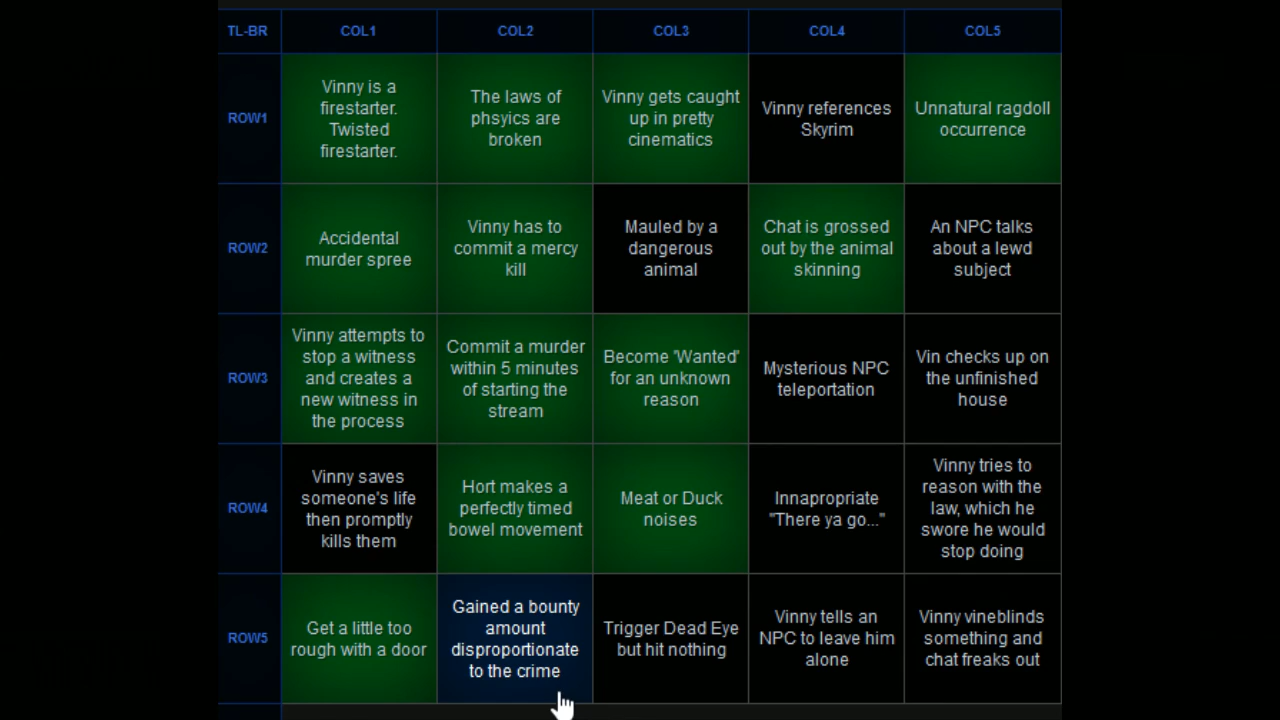 TL-BR COL1 COL2 COL3 COL4 COL5
ROW1
Vinny is a
firestarter.
Twisted
firestarter.
The laws of
phsyics are
broken
Vinny gets caught
up in pretty
cinematics
Vinny references
Skyrim
Unnatural ragdoll
occurrence
ROW2
Accidental
murder spree
Vinny has to
commit a mercy
kill
Mauled by a
dangerous
animal
Chat is grossed
out by the animal
skinning
An NPC talks
about a lewd
subject
ROW3
Vinny attempts to
stop a witness
and creates a
new witness in
the process
Commit a murder
within 5 minutes
of starting the
stream
Become 'Wanted'
for an unknown
reason
Mysterious NPC
teleportation
Vin checks up on
the unfinished
house
ROW4
Vinny saves
someone's life
then promptly
kills them
Hort makes a
perfectly timed
bowel movement
Meat or Duck
noises
Innapropriate
"There ya go..."
Vinny tries to
reason with the
law, which he
swore he would
stop doing
ROW5
Get a little too
rough with a door
Gained a bounty
amount
disproportionate
to the crime
Trigger Dead Eye
but hit nothing
Vinny tells an
NPC to leave him
alone
Vinny vineblinds
something and
chat freaks out